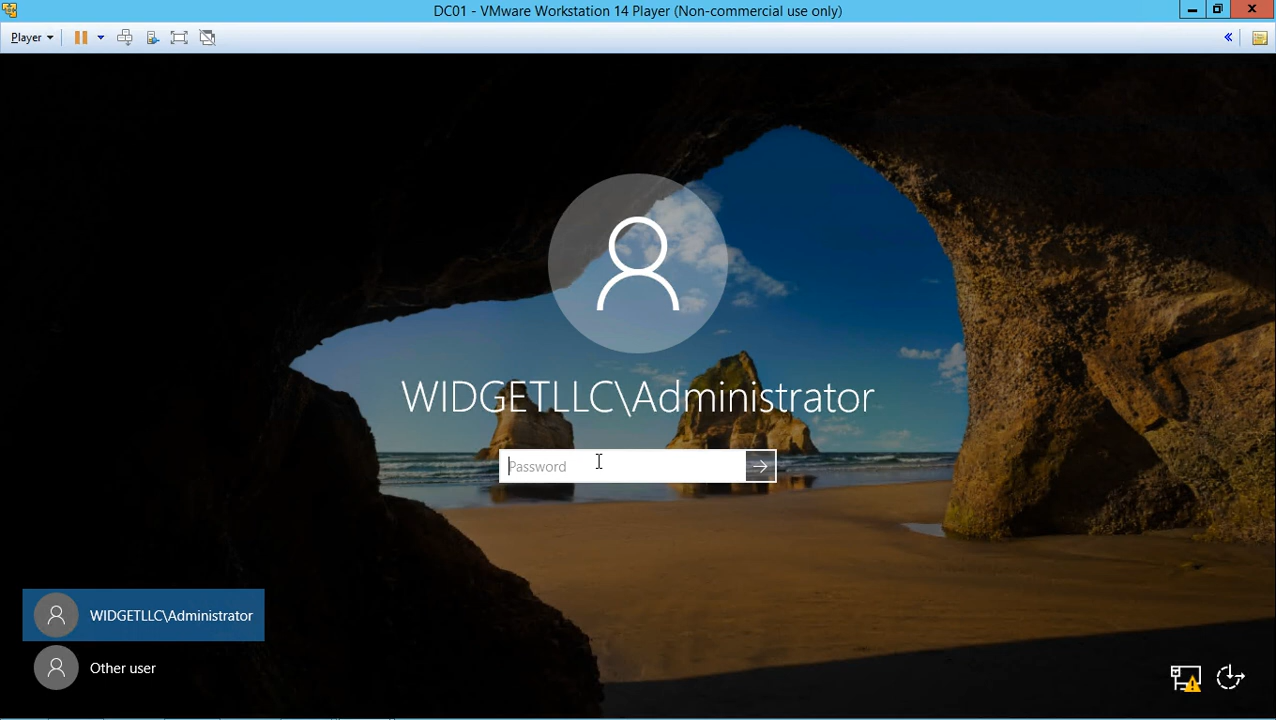 DC01 - VMware Workstation 14 Player (Non-commercial use only)
Player
WIDGETLLC\Administrator
Password
WIDGETLLC\Administrator
Other user